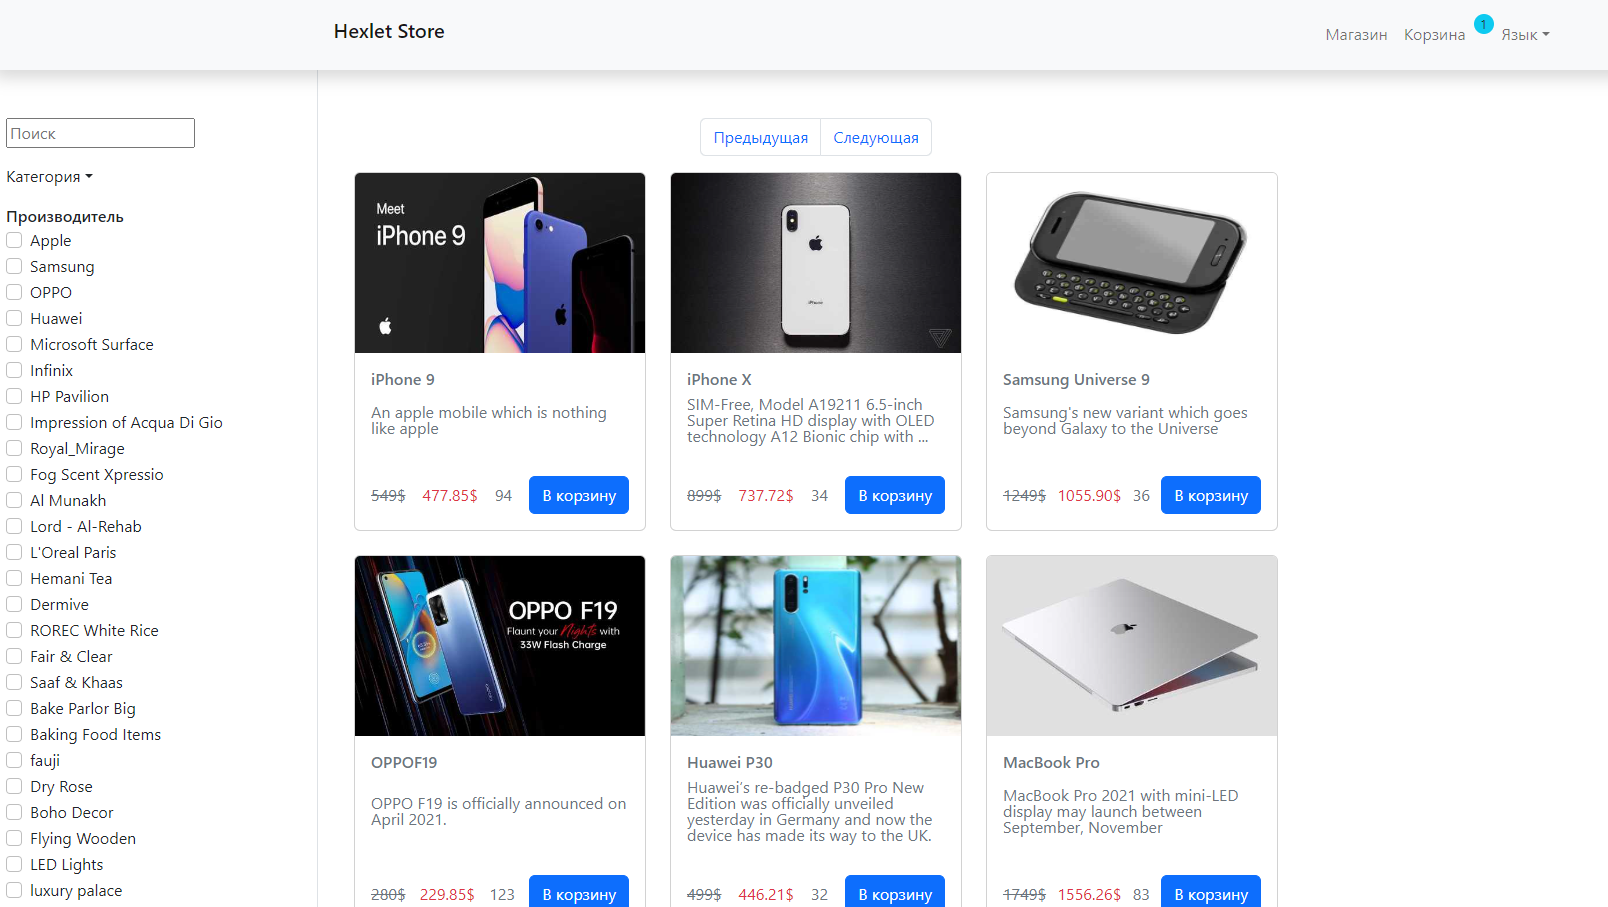 Hexlet Store
Магазин
Корзина
1
Язык
Поиск
Категория
Производитель
Apple
Samsung
OPPO
Huawei
Microsoft Surface
Infinix
HP Pavilion
Impression of Acqua Di Gio
Royal_Mirage
Fog Scent Xpressio
Al Munakh
Lord - Al-Rehab
L'Oreal Paris
Hemani Tea
Dermive
ROREC White Rice
Fair & Clear
Saaf & Khaas
Bake Parlor Big
Baking Food Items
fauji
Dry Rose
Boho Decor
Flying Wooden
LED Lights
luxury palace
Предыдущая
Следующая
Meet
iPhone 9
iPhone 9
An apple mobile which is nothing
like apple
549$ 477.85$ 94 В корзину
iPhone
iPhone X
SIM-Free, Model A19211 6.5-inch
Super Retina HD display with OLED
technology A12 Bionic chip with ...
899$ 737.72$ 34 В корзину
Samsung Universe 9
Samsung's new variant which goes
beyond Galaxy to the Universe
1249$ 1055.90$ 36 В корзину
OPPO F19
Flaunt your Nights with
33W Flash Charge
OPPOF19
OPPO F19 is officially announced on
April 2021.
280$ 229.85$ 123 В корзину
Huawei P30
Huawei’s re-badged P30 Pro New
Edition was officially unveiled
yesterday in Germany and now the
device has made its way to the UK.
499$ 446.21$ 32 В корзину
MacBook Pro
MacBook Pro 2021 with mini-LED
display may launch between
September, November
1749$ 1556.26$ 83 В корзину